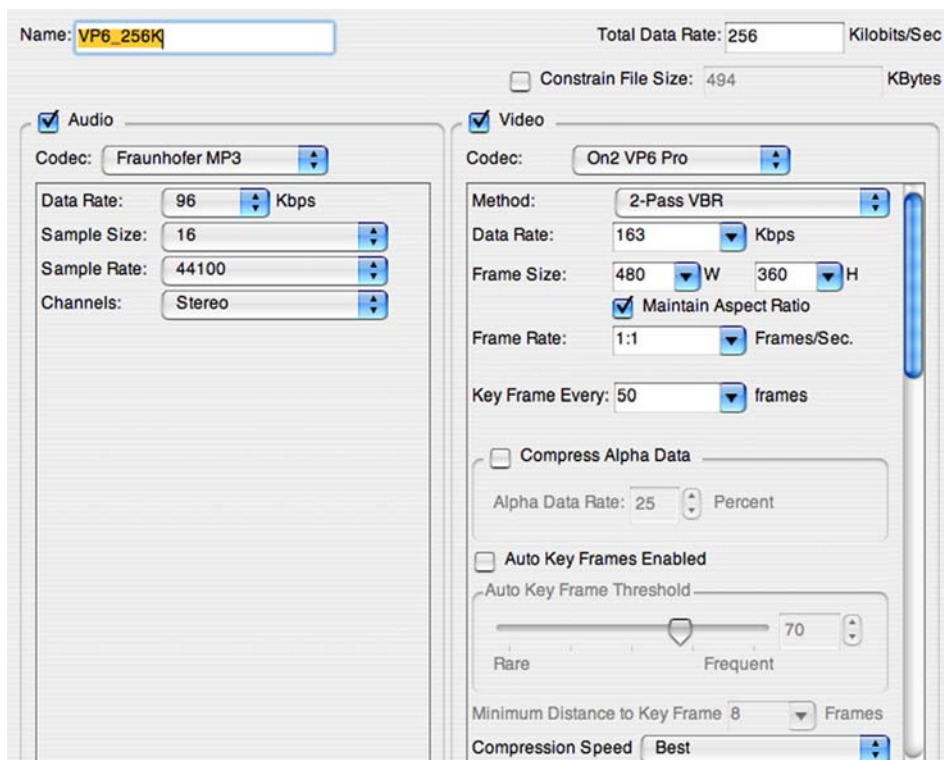 Name: VP6_256K
Total Data Rate: 256 Kilobits/Sec
Constrain File Size: 494 KBytes
Audio
Codec: Fraunhofer MP3
Data Rate: 96 Kbps
Sample Size: 16
Sample Rate: 44100
Channels: Stereo
Video
Codec: On2 VP6 Pro
Method: 2-Pass VBR
Data Rate: 163 Kbps
Frame Size: 480 W 360 H
Maintain Aspect Ratio
Frame Rate: 1:1 Frames/Sec.
Key Frame Every: 50 frames
Compress Alpha Data
Alpha Data Rate: 25 Percent
Auto Key Frames Enabled
Auto Key Frame Threshold
70
Rare Frequent
Minimum Distance to Key Frame 8 Frames
Compression Speed Best